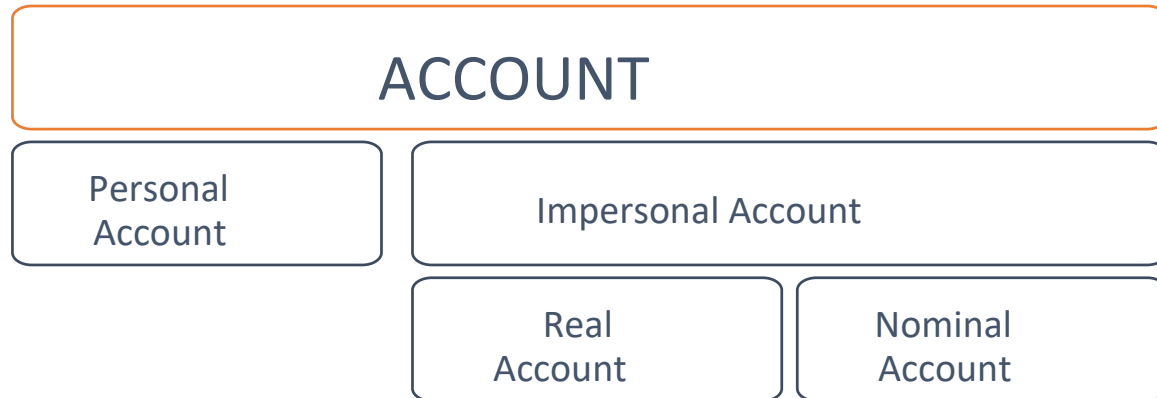 ACCOUNT
Personal
Account
Impersonal Account
Real
Account
Nominal
Account